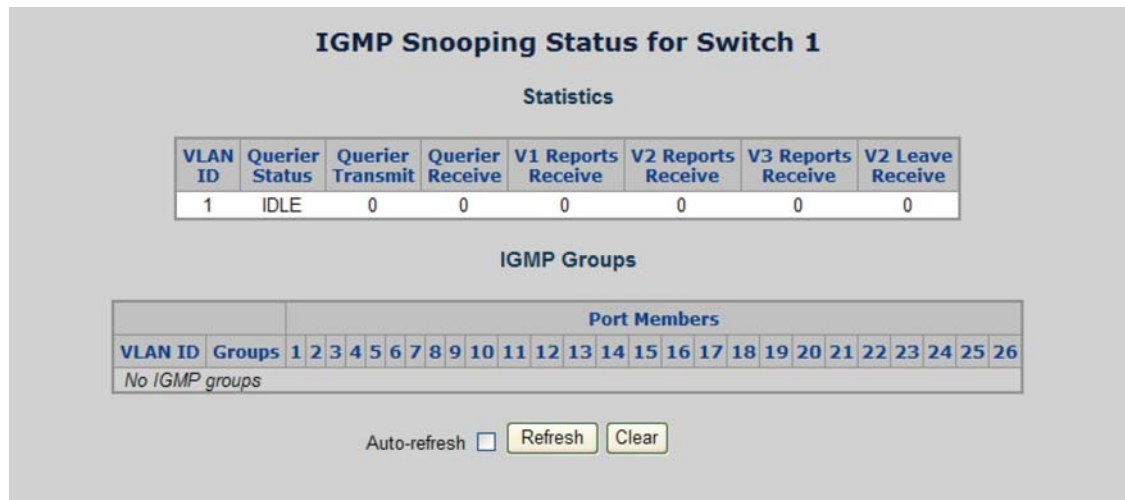 IGMP Snooping Status for Switch 1
Statistics
VLAN ID Querier Status Querier Transmit Querier Receive V1 Reports Receive V2 Reports Receive V3 Reports Receive V2 Leave Receive
1 IDLE 0 0 0 0 0 0
IGMP Groups
Port Members
VLAN ID Groups 1 2 3 4 5 6 7 8 9 10 11 12 13 14 15 16 17 18 19 20 21 22 23 24 25 26
No IGMP groups
Auto-refresh Refresh Clear